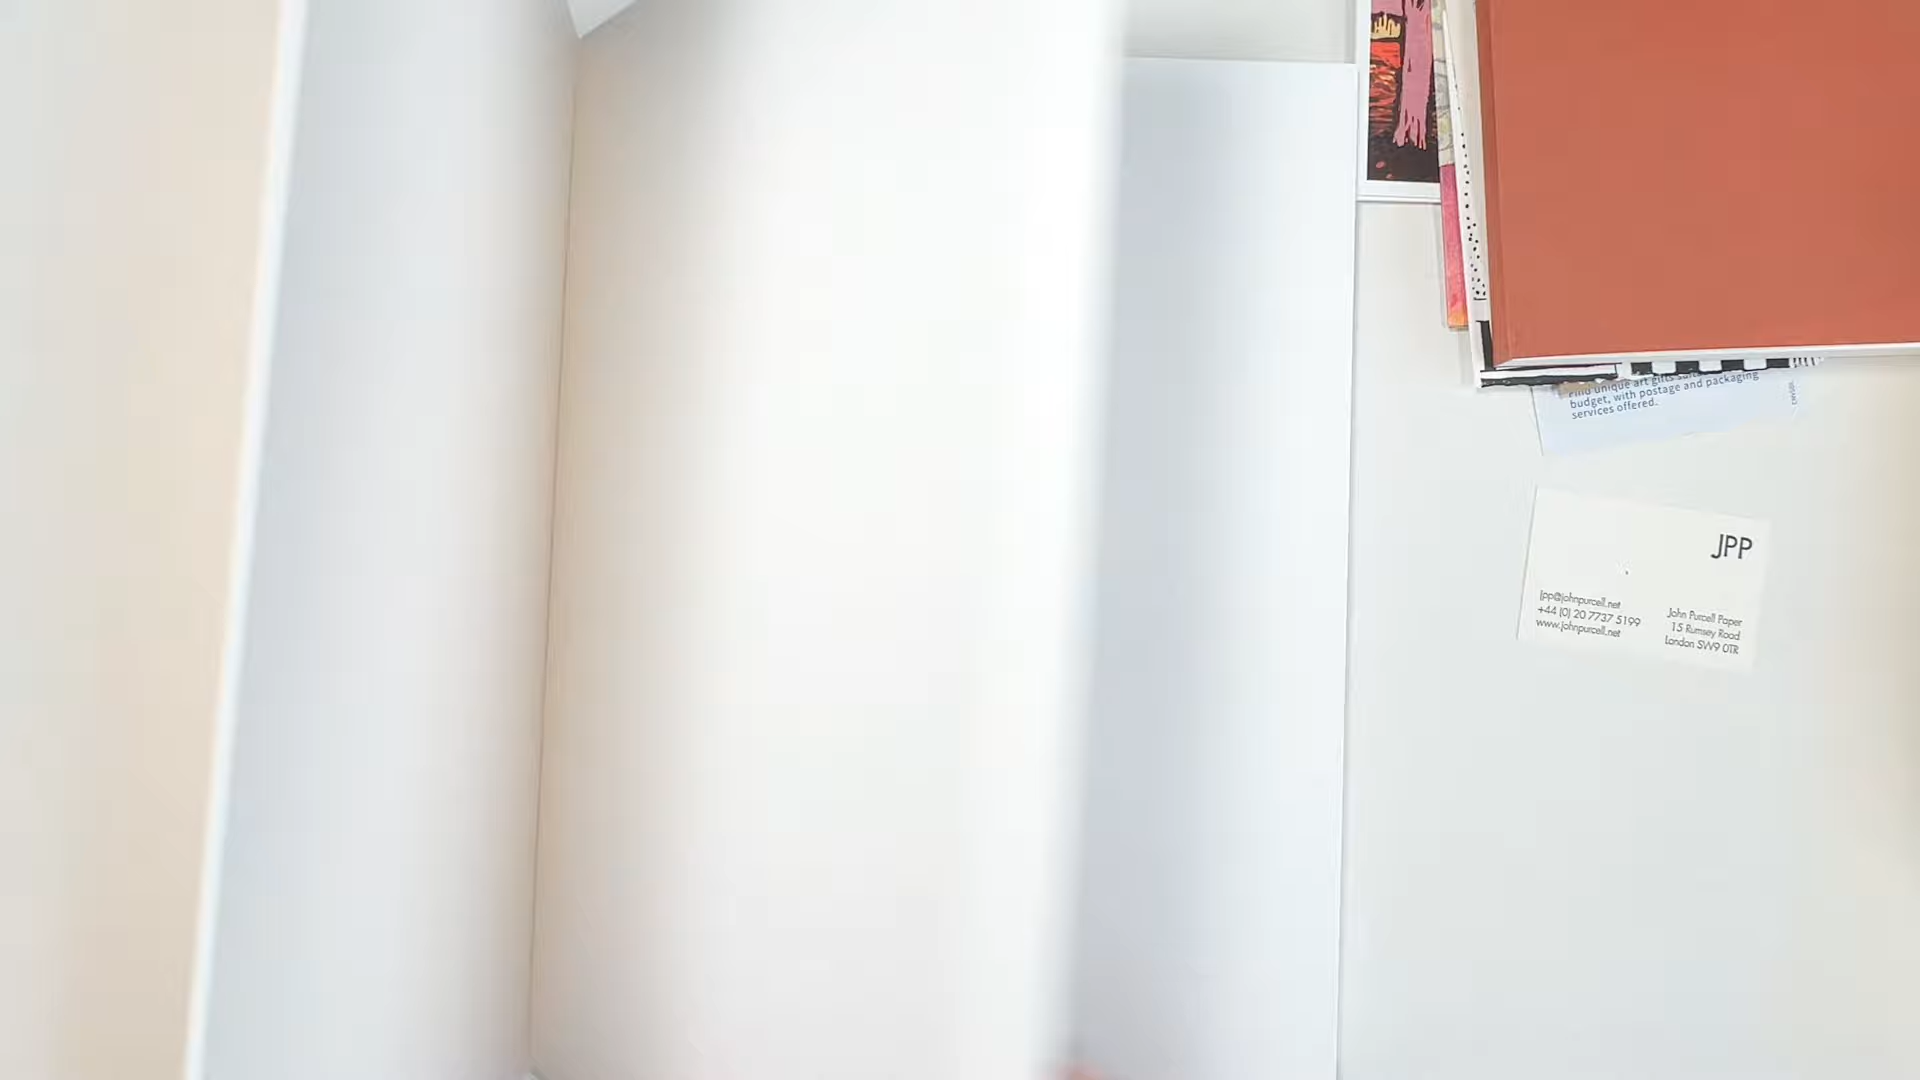 budget, with postage and packaging
services offered.
JPP
jpp@johnpurcell.net
+44 (0) 20 7737 5199
www.johnpurcell.net
John Purcell Paper
15 Rumsey Road
London SW9 0TR